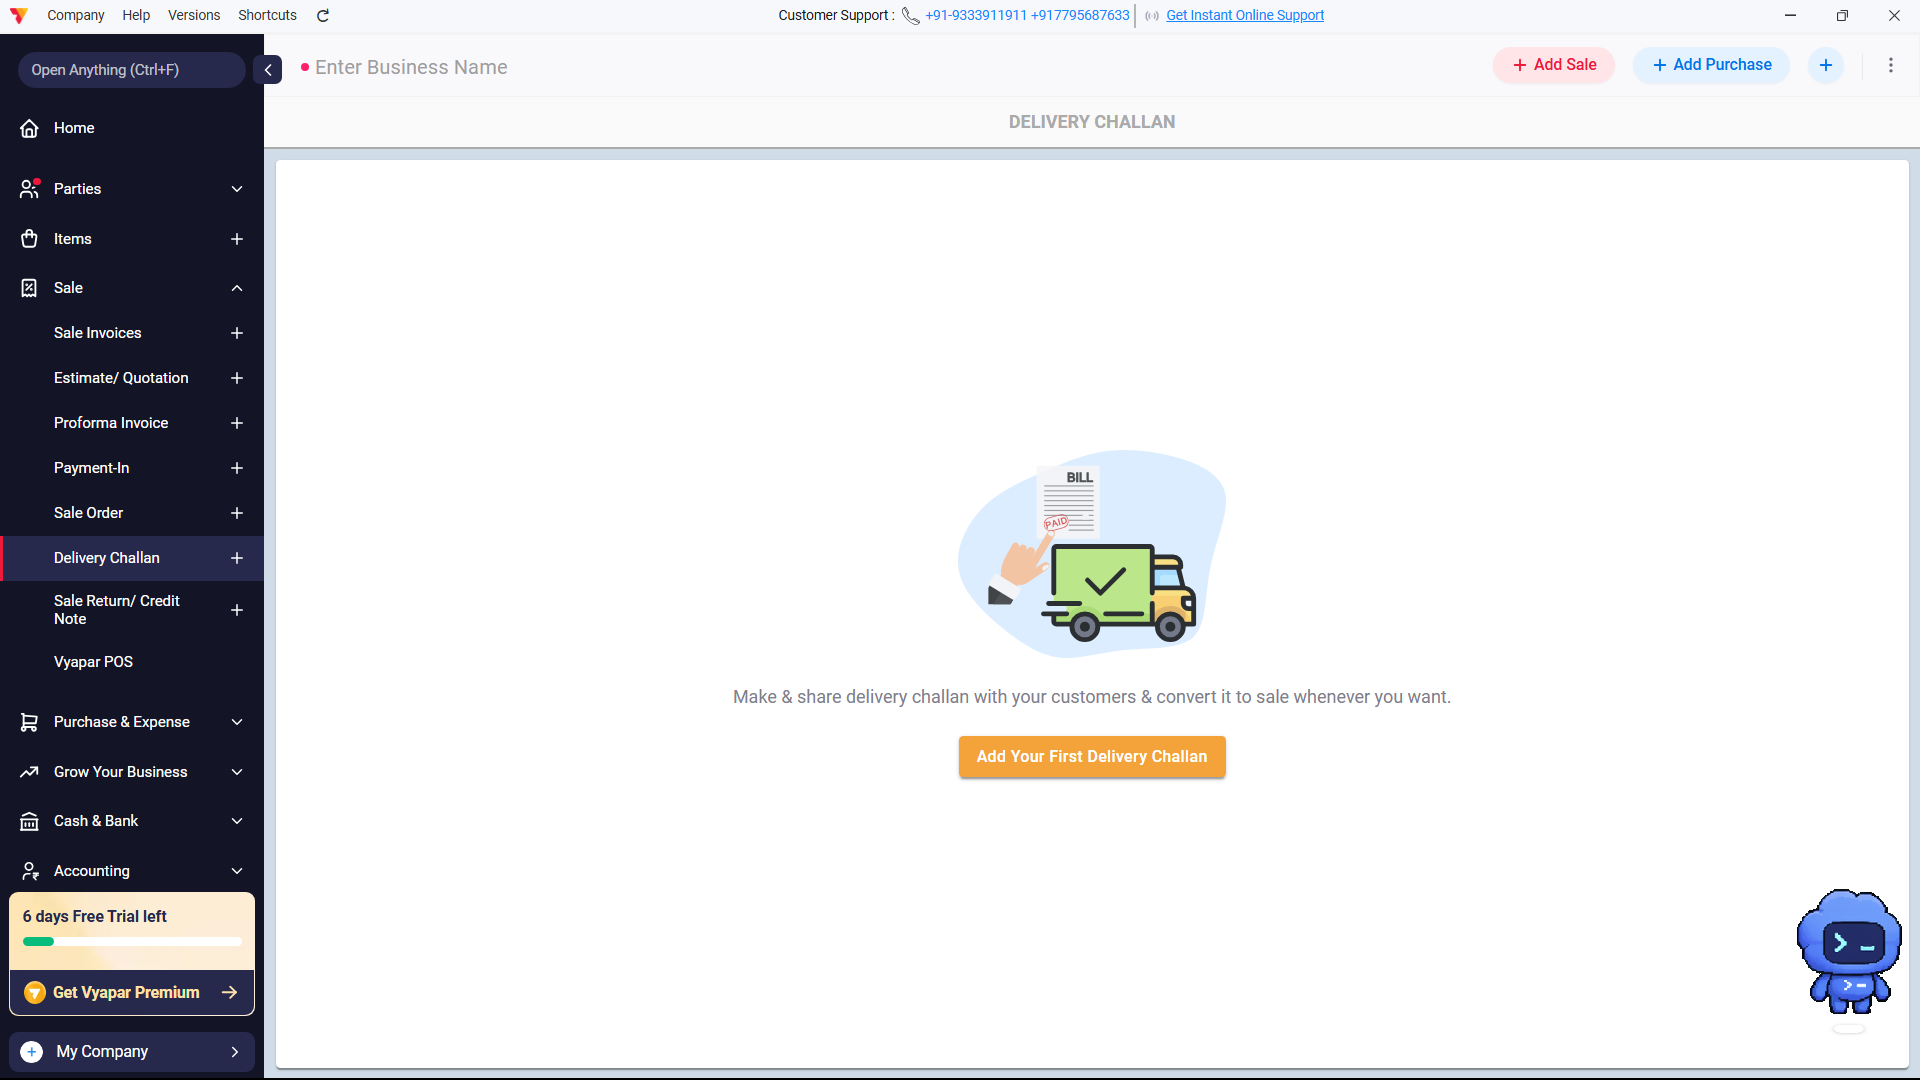 Company Help Versions Shortcuts
Customer Support : +91-9333911911 +917795687633 Get Instant Online Support
Open Anything (Ctrl+F)
Enter Business Name
Add Sale
Add Purchase
DELIVERY CHALLAN
Home
Parties
Items
Sale
Sale Invoices
Estimate/ Quotation
Proforma Invoice
Payment-In
Sale Order
Delivery Challan
Sale Return/ Credit
Note
Vyapar POS
Purchase & Expense
Grow Your Business
Cash & Bank
Accounting
6 days Free Trial left
Get Vyapar Premium
My Company
BILL
PAID
Make & share delivery challan with your customers & convert it to sale whenever you want.
Add Your First Delivery Challan